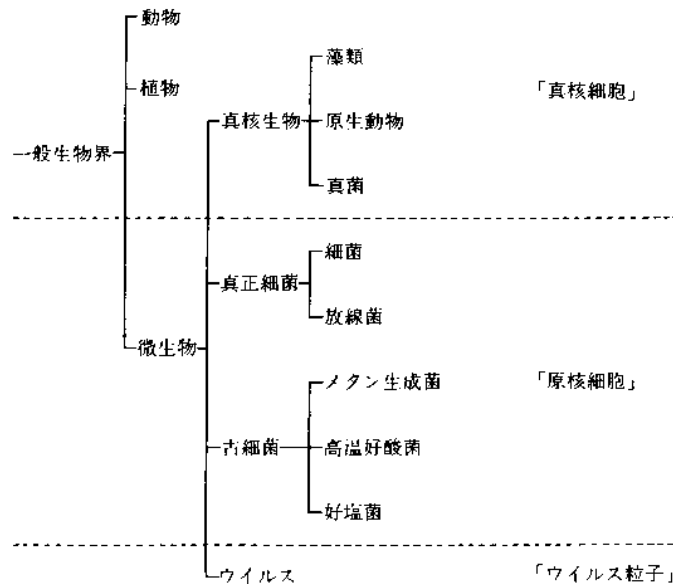 動物
藻類
植物
「真核細胞」
真核生物
原生動物
一般生物界
真菌
細菌
真正細菌
放線菌
微生物
メタン生成菌
「原核細胞」
古細菌
高温好酸菌
好塩菌
ウイルス
「ウイルス粒子」